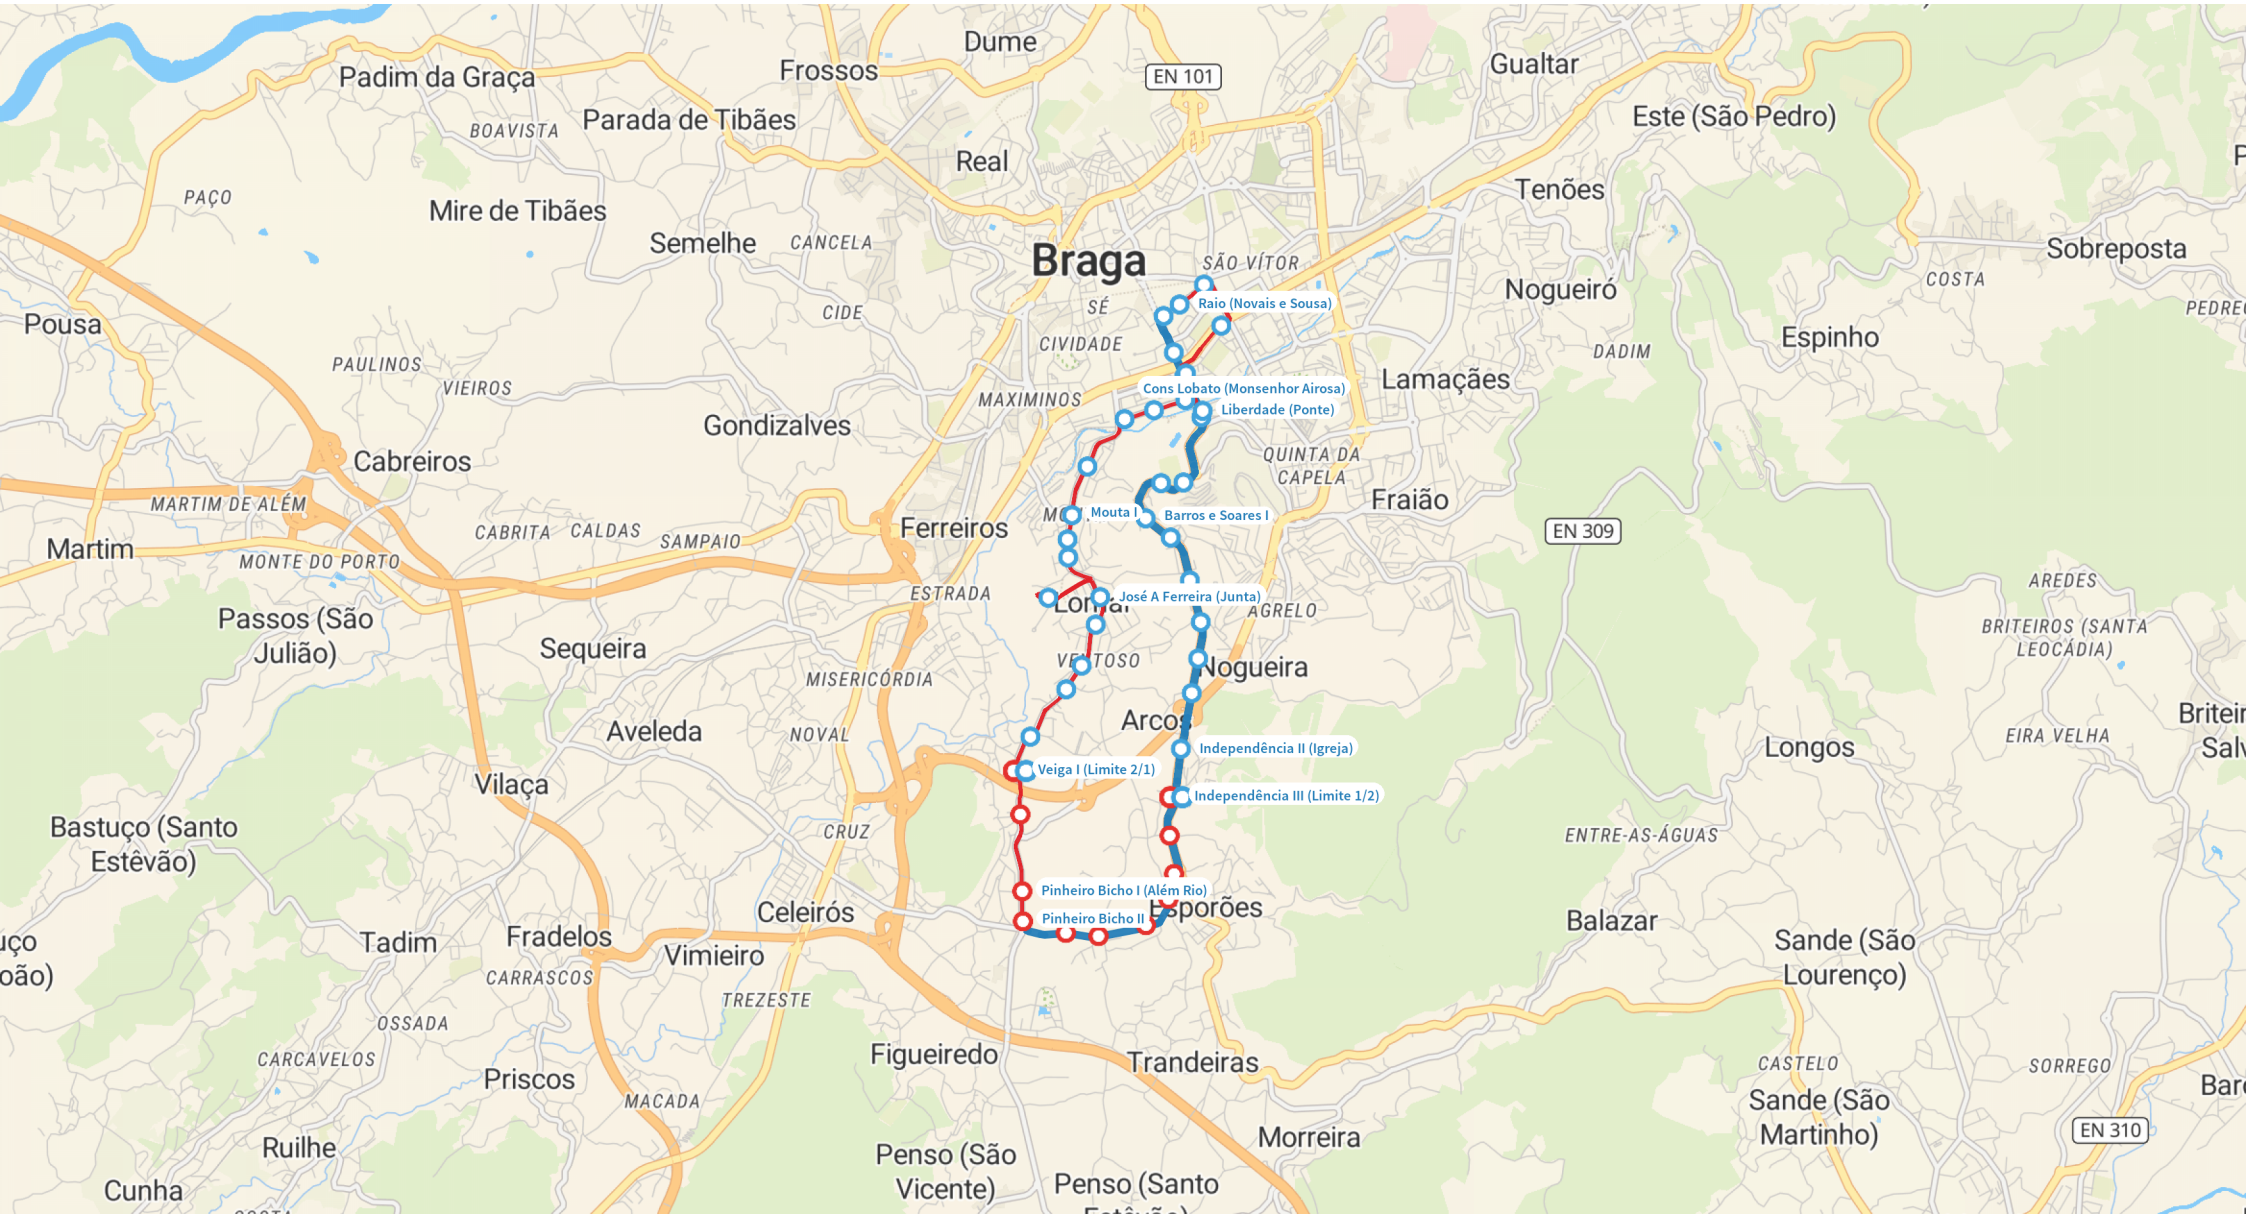 Dume
Frossos
Padim da Graça
EN 101
Gualtar
BOAVISTA
Parada de Tibães
Este (São Pedro)
Real
PAÇO
Mire de Tibães
Tenões
Semelhe
CANCELA
Braga
SÃO VÍTOR
Sobreposta
COSTA
Nogueiró
Pousa
CIDE
SÉ
Raio (Novais e Sousa)
Espinho
CIVIDADE
DADIM
PAULINOS
VIEIROS
MAXIMINOS
Cons Lobato (Monsenhor Airosa)
Liberdade (Ponte)
Lamaçães
Gondizalves
Cabreiros
QUINTA DA
CAPELA
MARTIM DE ALÉM
Fraião
CABRITA
CALDAS
SAMPAIO
Ferreiros
Mouta I
Barros e Soares I
EN 309
Martim
MONTE DO PORTO
ESTRADA
José A Ferreira (Junta)
AGRELO
AREDES
Passos (São
Julião)
Sequeira
BRITEIROS (SANTA
LEOCÁDIA)
MISERICÓRDIA
Nogueira
Arcos
Aveleda
NOVAL
Independência II (Igreja)
Longos
EIRA VELHA
Veiga I (Limite 2/1)
Vilaça
Independência III (Limite 1/2)
Bastuço (Santo
Estêvão)
CRUZ
ENTRE-AS-ÁGUAS
Pinheiro Bicho I (Além Rio)
Celeirós
Pinheiro Bicho II
Esporões
Balazar
Tadim
Fradelos
Vimieiro
CARRASCOS
Sande (São
Lourenço)
TREZESTE
OSSADA
CARCAVELOS
Figueiredo
Trandeiras
CASTELO
SORREGO
Priscos
MACADA
Sande (São
Martinho)
EN 310
Ruilhe
Morreira
Penso (São
Vicente)
Cunha
Penso (Santo